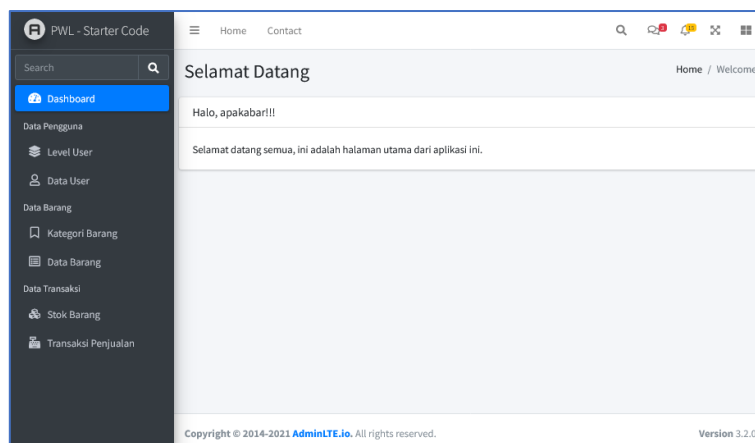 PWL - Starter Code
Search
Dashboard
Data Pengguna
Level User
Data User
Data Barang
Kategori Barang
Data Barang
Data Transaksi
Stok Barang
Transaksi Penjualan
Home Contact
3
15
Selamat Datang
Home / Welcome
Halo, apakabar!!!
Selamat datang semua, ini adalah halaman utama dari aplikasi ini.
Copyright © 2014-2021 AdminLTE.io. All rights reserved.
Version 3.2.0